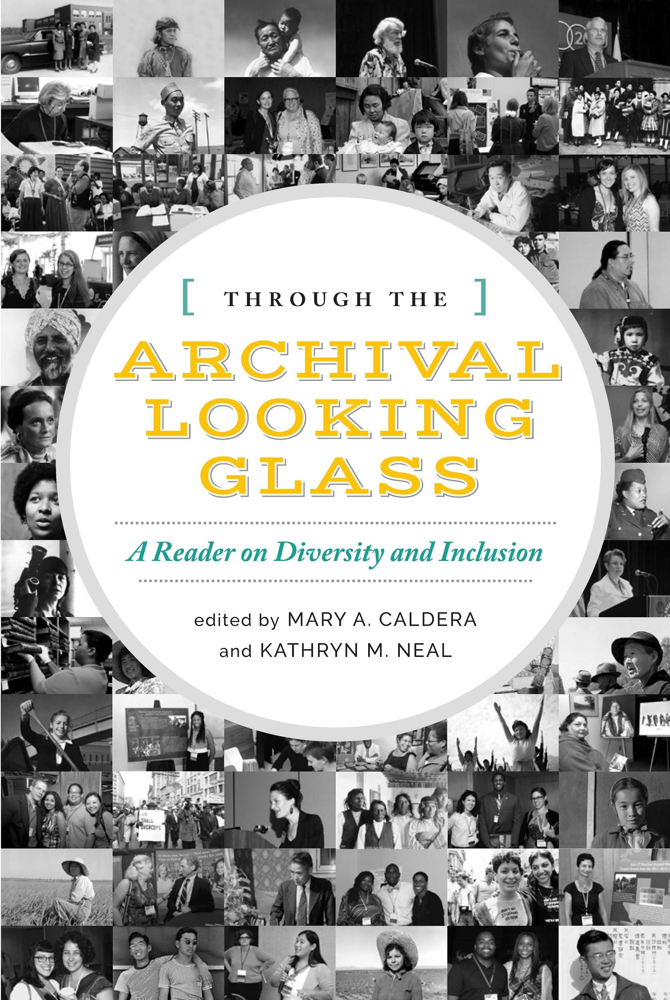 [ THROUGH THE ]
ARCHIVAL
LOOKING
GLASS
A Reader on Diversity and Inclusion
edited by MARY A. CALDERA
and KATHRYN M. NEAL
WE
SHALL
OVERCOME